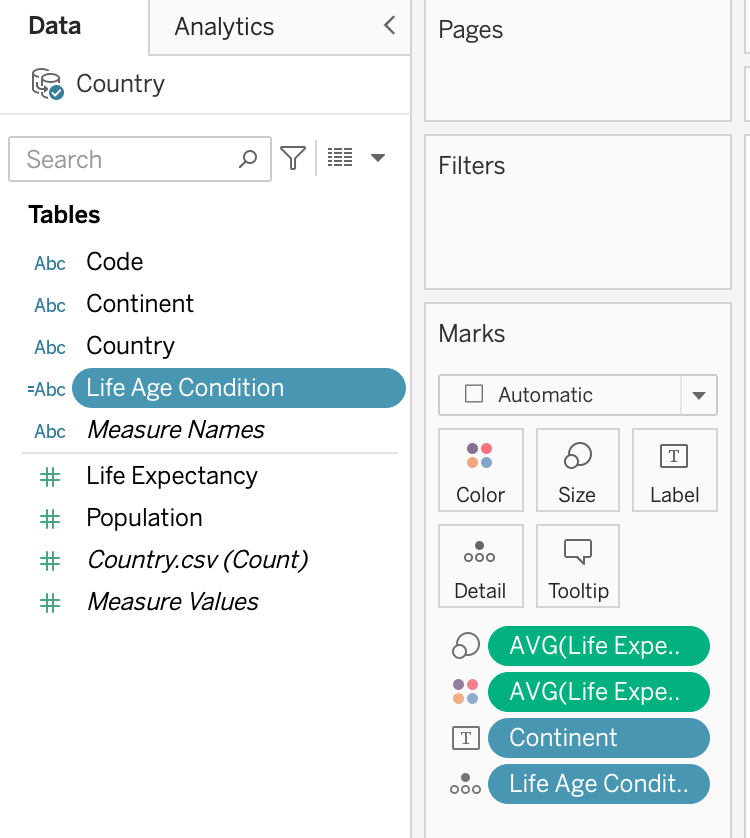 Data
Analytics
Country
Search
Tables
Abc Code
Abc Continent
Abc Country
=Abc Life Age Condition
Abc Measure Names
Life Expectancy
Population
Country.csv (Count)
Measure Values
Pages
Filters
Marks
Automatic
Color Size T Label
Detail Tooltip
AVG(Life Expe..
AVG(Life Expe..
T Continent
Life Age Condit..